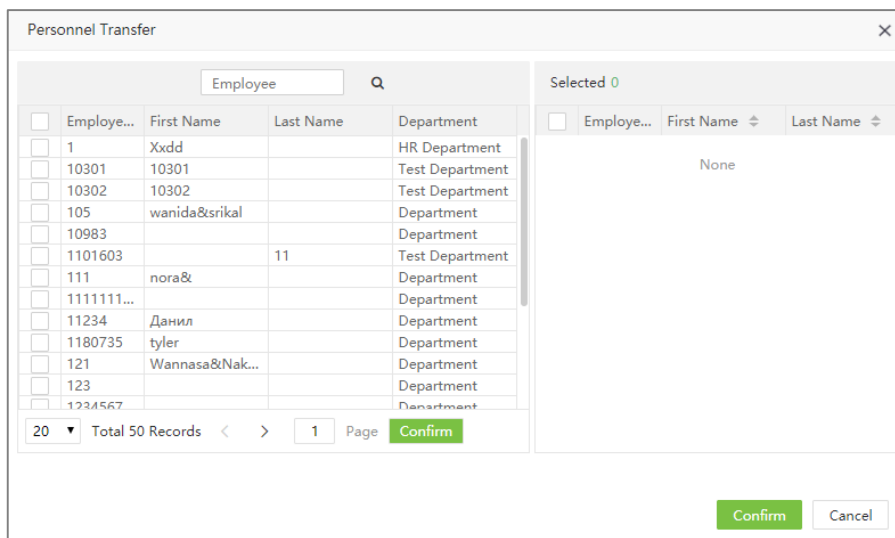 Personnel Transfer
Employee
Selected 0
Employe... First Name Last Name Department
Employe... First Name Last Name
1 Xxdd HR Department
None
10301 10301 Test Department
10302 10302 Test Department
105 wanida&srikal Department
10983 Department
1101603 11 Test Department
111 nora& Department
1111111... Department
11234 Данил Department
1180735 tyler Department
121 Wannasa&Nak... Department
123 Department
1234567 Department
20 Total 50 Records < > 1 Page Confirm
Confirm Cancel